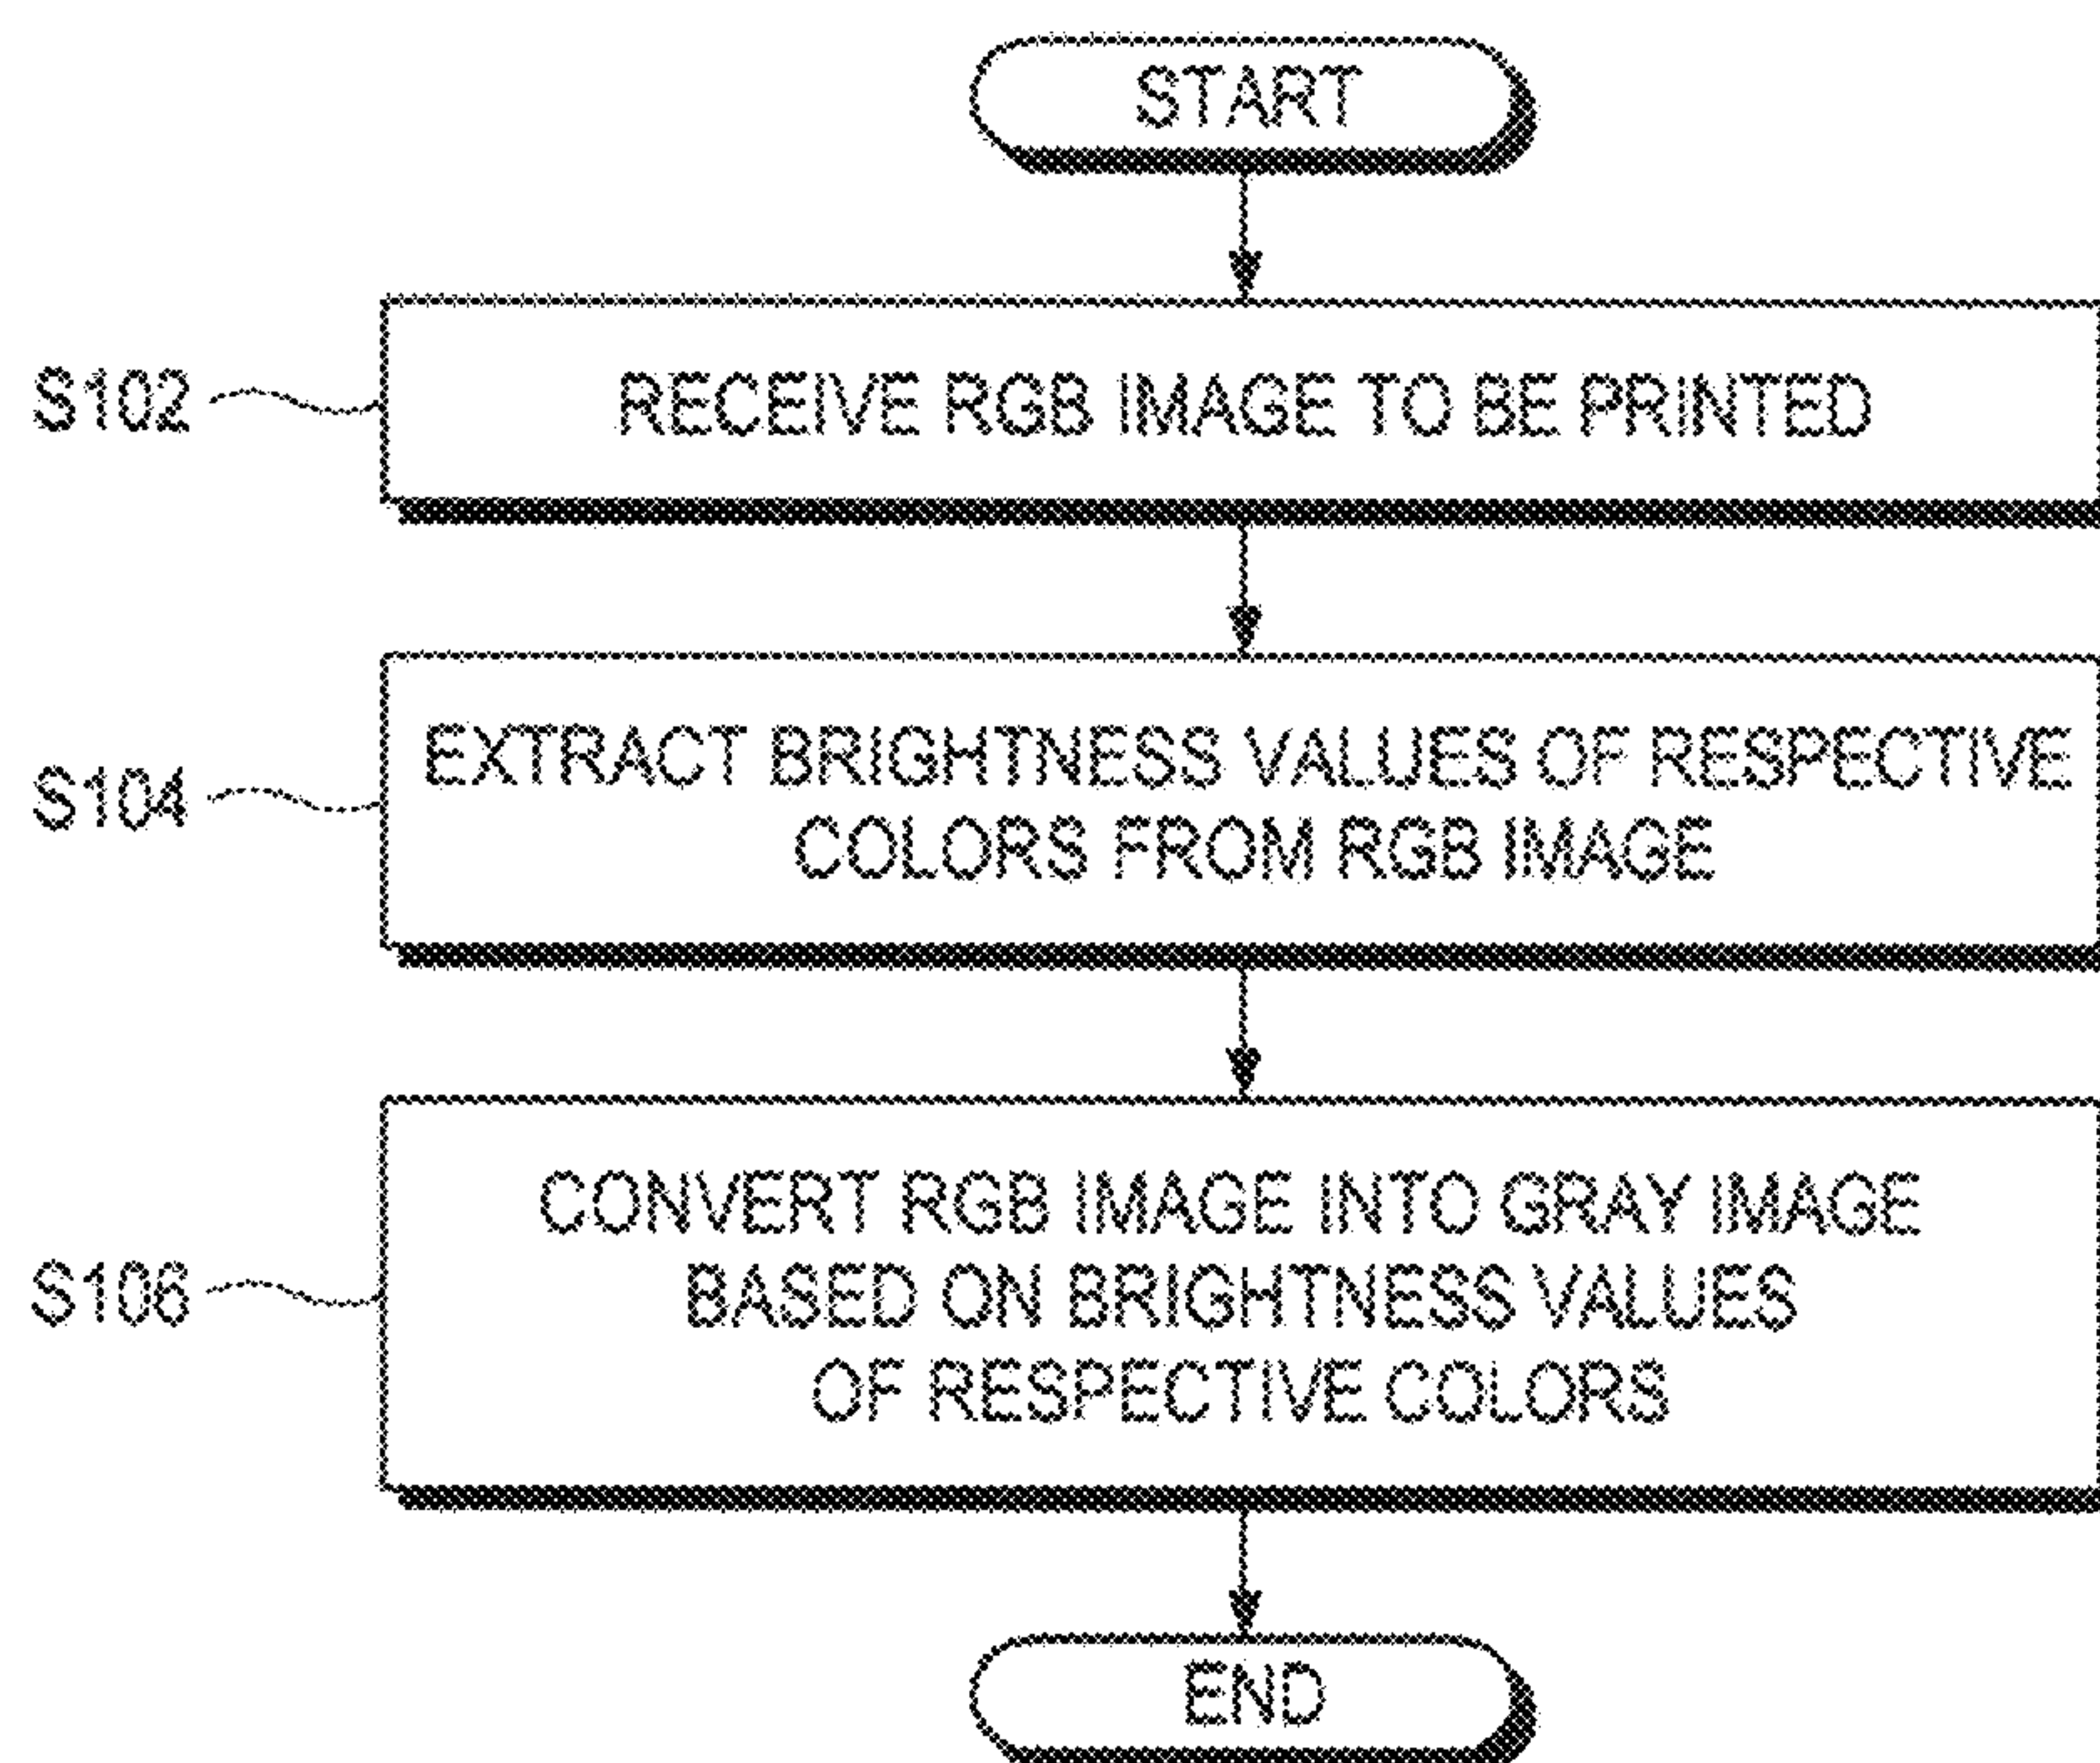 START
S102
RECEIVE RGB IMAGE TO BE PRINTED
S104
EXTRACT BRIGHTNESS VALUES OF RESPECTIVE
COLORS FROM RGB IMAGE
S106
CONVERT RGB IMAGE INTO GRAY IMAGE
BASED ON BRIGHTNESS VALUES
OF RESPECTIVE COLORS
END